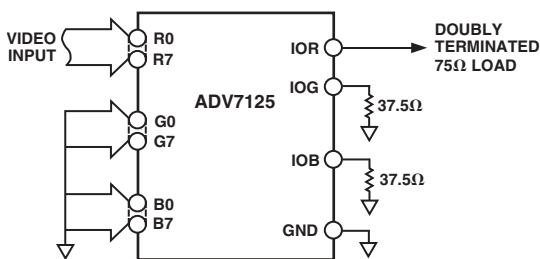 VIDEO
INPUT
R0
R7
G0
G7
B0
B7
ADV7125
IOR
IOG
IOB
GND
DOUBLY
TERMINATED
75Ω LOAD
37.5Ω
37.5Ω